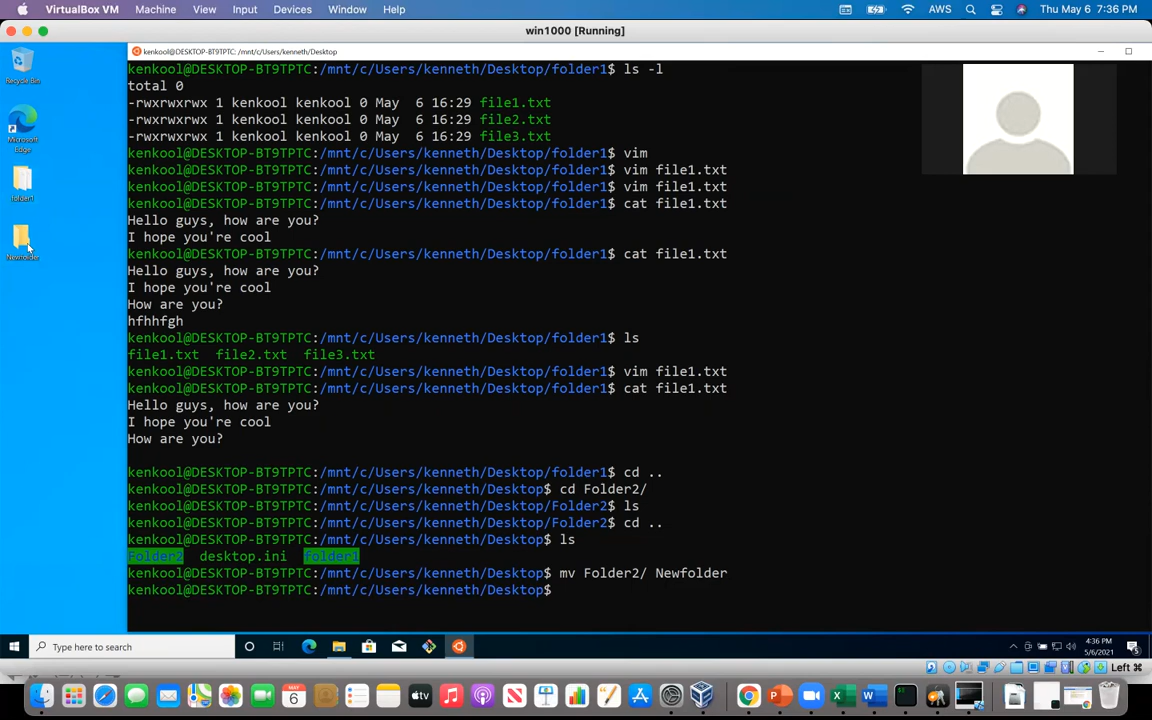 VirtualBox VM Machine View Input Devices Window Help AWS Thu May 6 7:36 PM
win1000 [Running]
kenkool@DESKTOP-BT9TPTC: /mnt/c/Users/kenneth/Desktop
Recycle Bin
Microsoft
Edge
folder1
Newfolder
kenkool@DESKTOP-BT9TPTC:/mnt/c/Users/kenneth/Desktop/folder1$ ls -l
total 0
-rwxrwxrwx 1 kenkool kenkool 0 May  6 16:29 file1.txt
-rwxrwxrwx 1 kenkool kenkool 0 May  6 16:29 file2.txt
-rwxrwxrwx 1 kenkool kenkool 0 May  6 16:29 file3.txt
kenkool@DESKTOP-BT9TPTC:/mnt/c/Users/kenneth/Desktop/folder1$ vim
kenkool@DESKTOP-BT9TPTC:/mnt/c/Users/kenneth/Desktop/folder1$ vim file1.txt
kenkool@DESKTOP-BT9TPTC:/mnt/c/Users/kenneth/Desktop/folder1$ vim file1.txt
kenkool@DESKTOP-BT9TPTC:/mnt/c/Users/kenneth/Desktop/folder1$ cat file1.txt
Hello guys, how are you?
I hope you're cool
kenkool@DESKTOP-BT9TPTC:/mnt/c/Users/kenneth/Desktop/folder1$ cat file1.txt
Hello guys, how are you?
I hope you're cool
How are you?
hfhhfgh
kenkool@DESKTOP-BT9TPTC:/mnt/c/Users/kenneth/Desktop/folder1$ ls
file1.txt  file2.txt  file3.txt
kenkool@DESKTOP-BT9TPTC:/mnt/c/Users/kenneth/Desktop/folder1$ vim file1.txt
kenkool@DESKTOP-BT9TPTC:/mnt/c/Users/kenneth/Desktop/folder1$ cat file1.txt
Hello guys, how are you?
I hope you're cool
How are you?
kenkool@DESKTOP-BT9TPTC:/mnt/c/Users/kenneth/Desktop/folder1$ cd ..
kenkool@DESKTOP-BT9TPTC:/mnt/c/Users/kenneth/Desktop$ cd Folder2/
kenkool@DESKTOP-BT9TPTC:/mnt/c/Users/kenneth/Desktop/Folder2$ ls
kenkool@DESKTOP-BT9TPTC:/mnt/c/Users/kenneth/Desktop/Folder2$ cd ..
kenkool@DESKTOP-BT9TPTC:/mnt/c/Users/kenneth/Desktop$ ls
Folder2  desktop.ini  folder1
kenkool@DESKTOP-BT9TPTC:/mnt/c/Users/kenneth/Desktop$ mv Folder2/ Newfolder
kenkool@DESKTOP-BT9TPTC:/mnt/c/Users/kenneth/Desktop$
Type here to search
4:36 PM
5/6/2021
Left ⌘